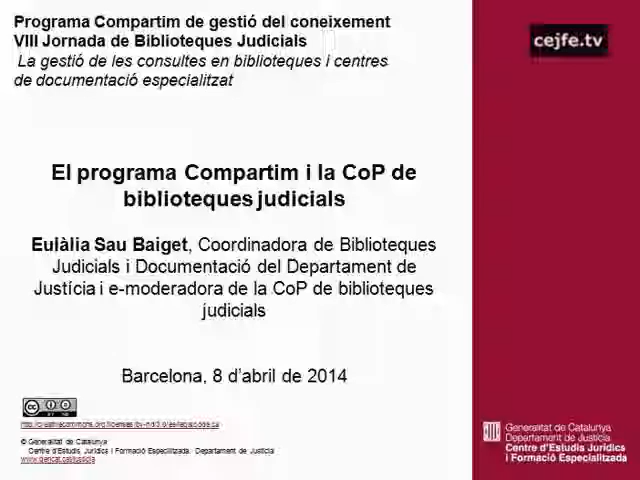 Programa Compartim de gestió del coneixement
VIII Jornada de Biblioteques Judicials
La gestió de les consultes en biblioteques i centres
de documentació especialitzat
cejfe.tv
El programa Compartim i la CoP de
biblioteques judicials
Eulàlia Sau Baiget, Coordinadora de Biblioteques
Judicials i Documentació del Departament de
Justícia i e-moderadora de la CoP de biblioteques
judicials
Barcelona, 8 d'abril de 2014
© Generalitat de Catalunya
Centre d'Estudis Jurídics i Formació Especialitzada. Departament de Justícia
www.gencat.cat/justicia
Generalitat de Catalunya
Departament de Justícia
Centre d'Estudis Jurídics
i Formació Especialitzada